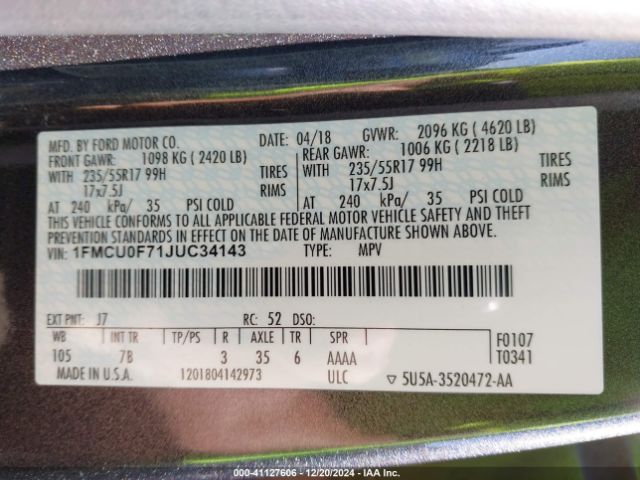 MFD. BY FORD MOTOR CO. DATE: 04/18 GVWR: 2096 KG ( 4620 LB)
FRONT GAWR: 1098 KG ( 2420 LB) REAR GAWR: 1006 KG ( 2218 LB)
WITH 235/55R17 99H TIRES WITH 235/55R17 99H TIRES
17x7.5J RIMS 17x7.5J RIMS
AT 240 kPa/ 35 PSI COLD AT 240 kPa/ 35 PSI COLD
THIS VEHICLE CONFORMS TO ALL APPLICABLE FEDERAL MOTOR VEHICLE SAFETY AND THEFT
PREVENTION STANDARDS IN EFFECT ON THE DATE OF MANUFACTURE SHOWN ABOVE.
VIN: 1FMCU0F71JUC34143 TYPE: MPV
EXT PNT: J7 RC: 52 DSO:
WB INT TR TP/PS R AXLE TR SPR F0107
105 7B 3 35 6 AAAA T0341
MADE IN U.S.A. 1201804142973 ULC ▽ 5U5A-3520472-AA
00-41127606 - 12/20/2024 - IAA Inc.